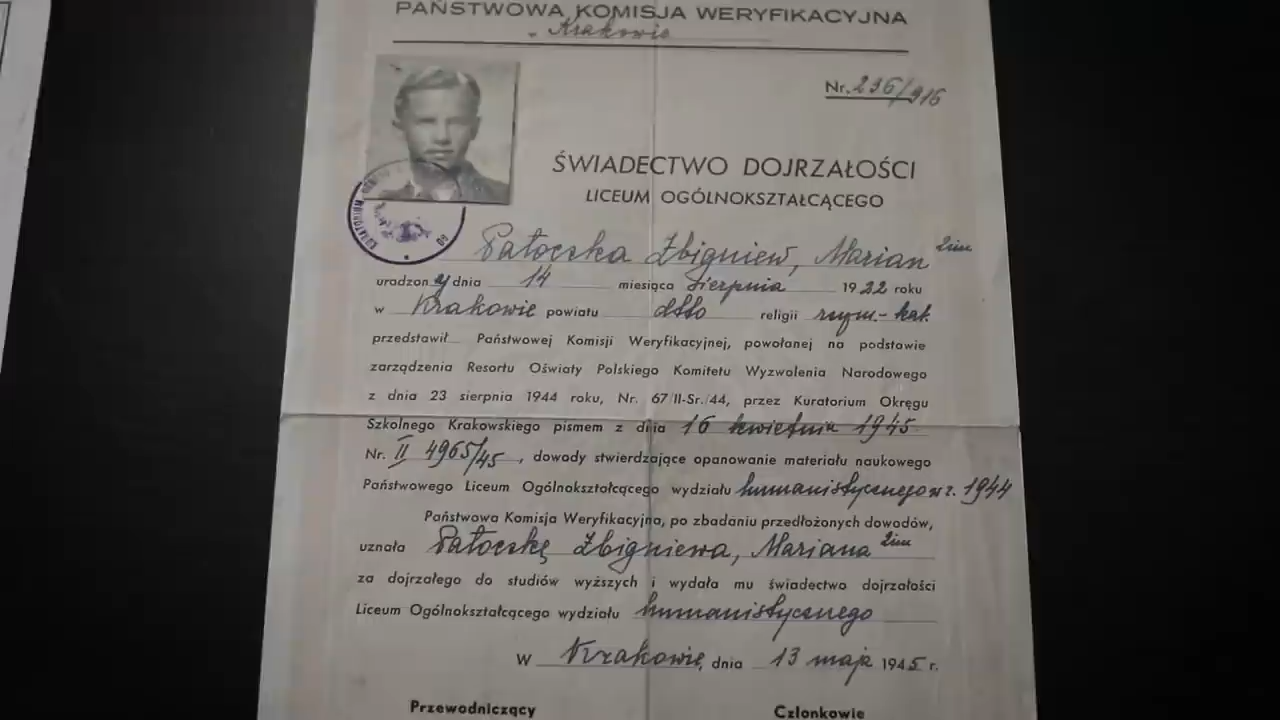 PAŃSTWOWA KOMISJA WERYFIKACYJNA
w Krakowie
Nr. 296/916
ŚWIADECTWO DOJRZAŁOŚCI
LICEUM OGÓLNOKSZTAŁCĄCEGO
Patoczka Zbigniew, Marian 2im
urodzony dnia 14 miesiąca sierpnia 1922 roku
w Krakowie powiatu dtto religii rzym.-kat.
przedstawił Państwowej Komisji Weryfikacyjnej, powołanej na podstawie
zarządzenia Resortu Oświaty Polskiego Komitetu Wyzwolenia Narodowego
z dnia 23 sierpnia 1944 roku, Nr. 67/II-Sr./44, przez Kuratorium Okręgu
Szkolnego Krakowskiego pismem z dnia 16 kwietnia 1945
Nr. II 4965/45, dowody stwierdzające opanowanie materiału naukowego
Państwowego Liceum Ogólnokształcącego wydziału humanistycznego w r. 1944
Państwowa Komisja Weryfikacyjna, po zbadaniu przedłożonych dowodów,
uznała Patoczkę Zbigniewa, Mariana 2im
za dojrzałego do studiów wyższych i wydała mu świadectwo dojrzałości
Liceum Ogólnokształcącego wydziału humanistycznego
W Krakowie, dnia 13 maja 1945 r.
Przewodniczący Członkowie